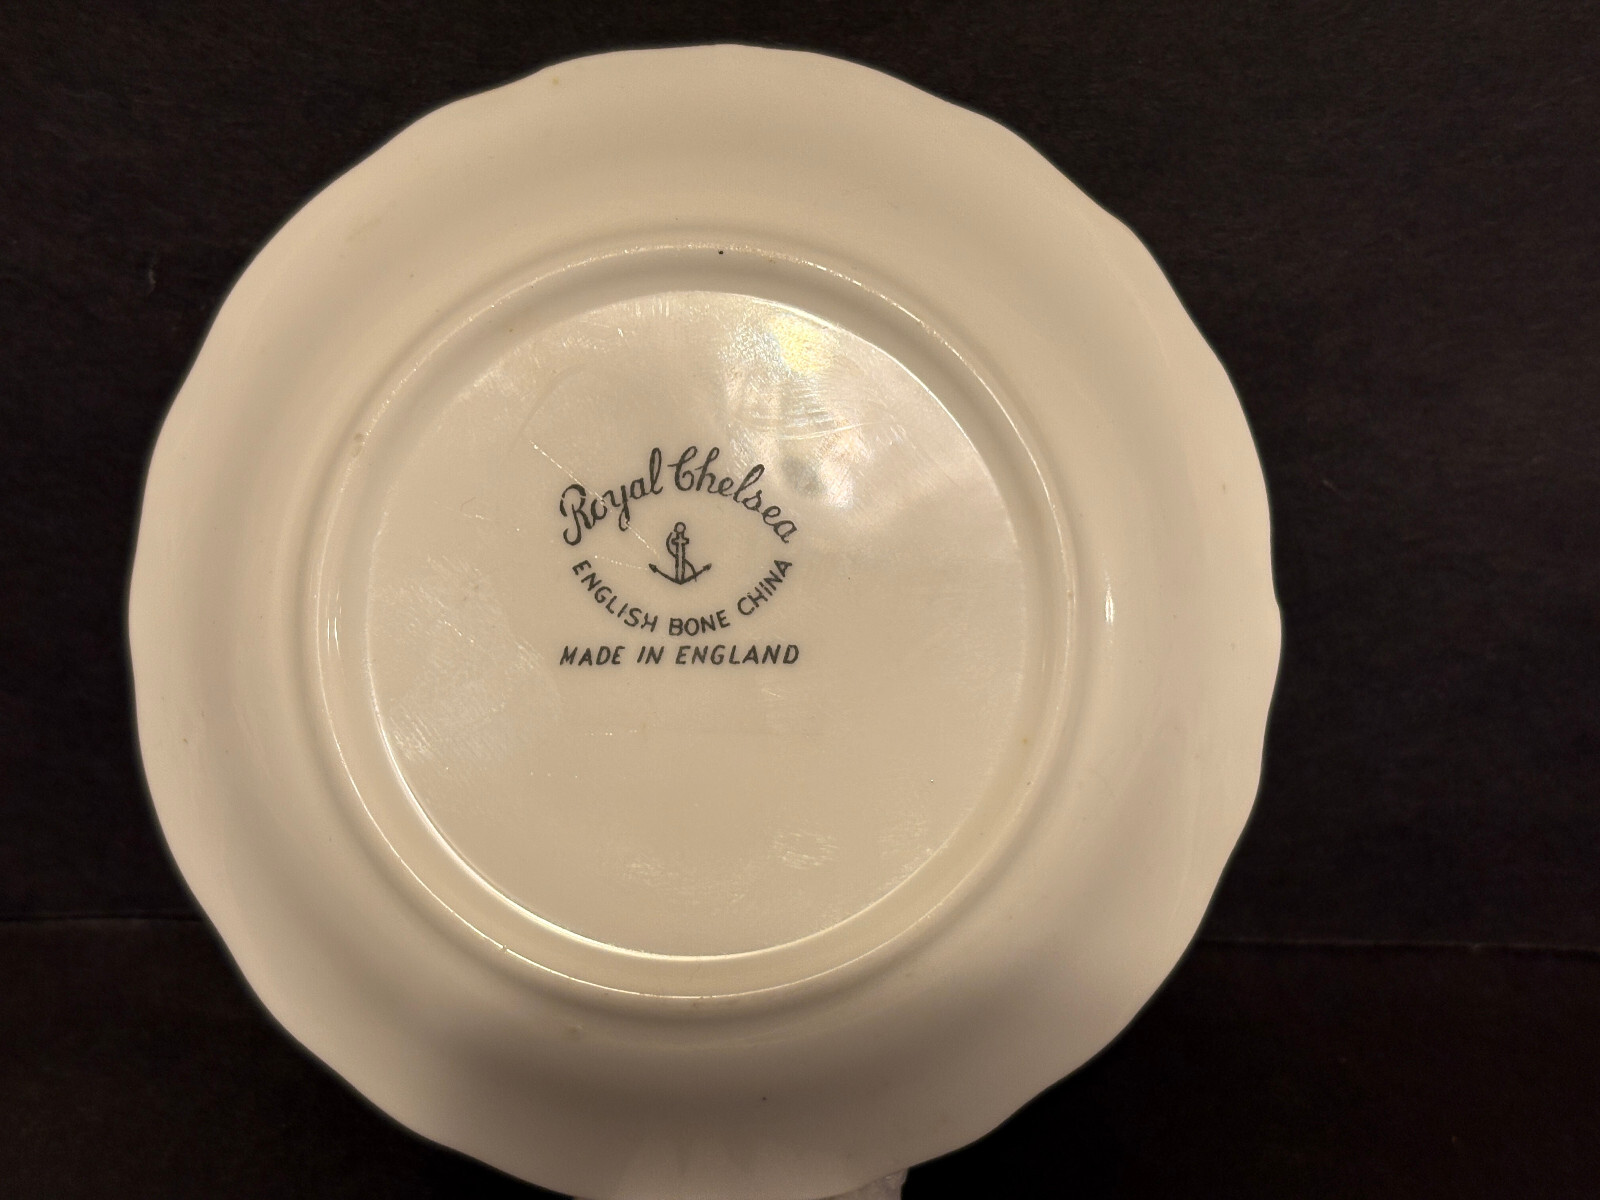 Royal Chelsea
ENGLISH BONE CHINA
MADE IN ENGLAND